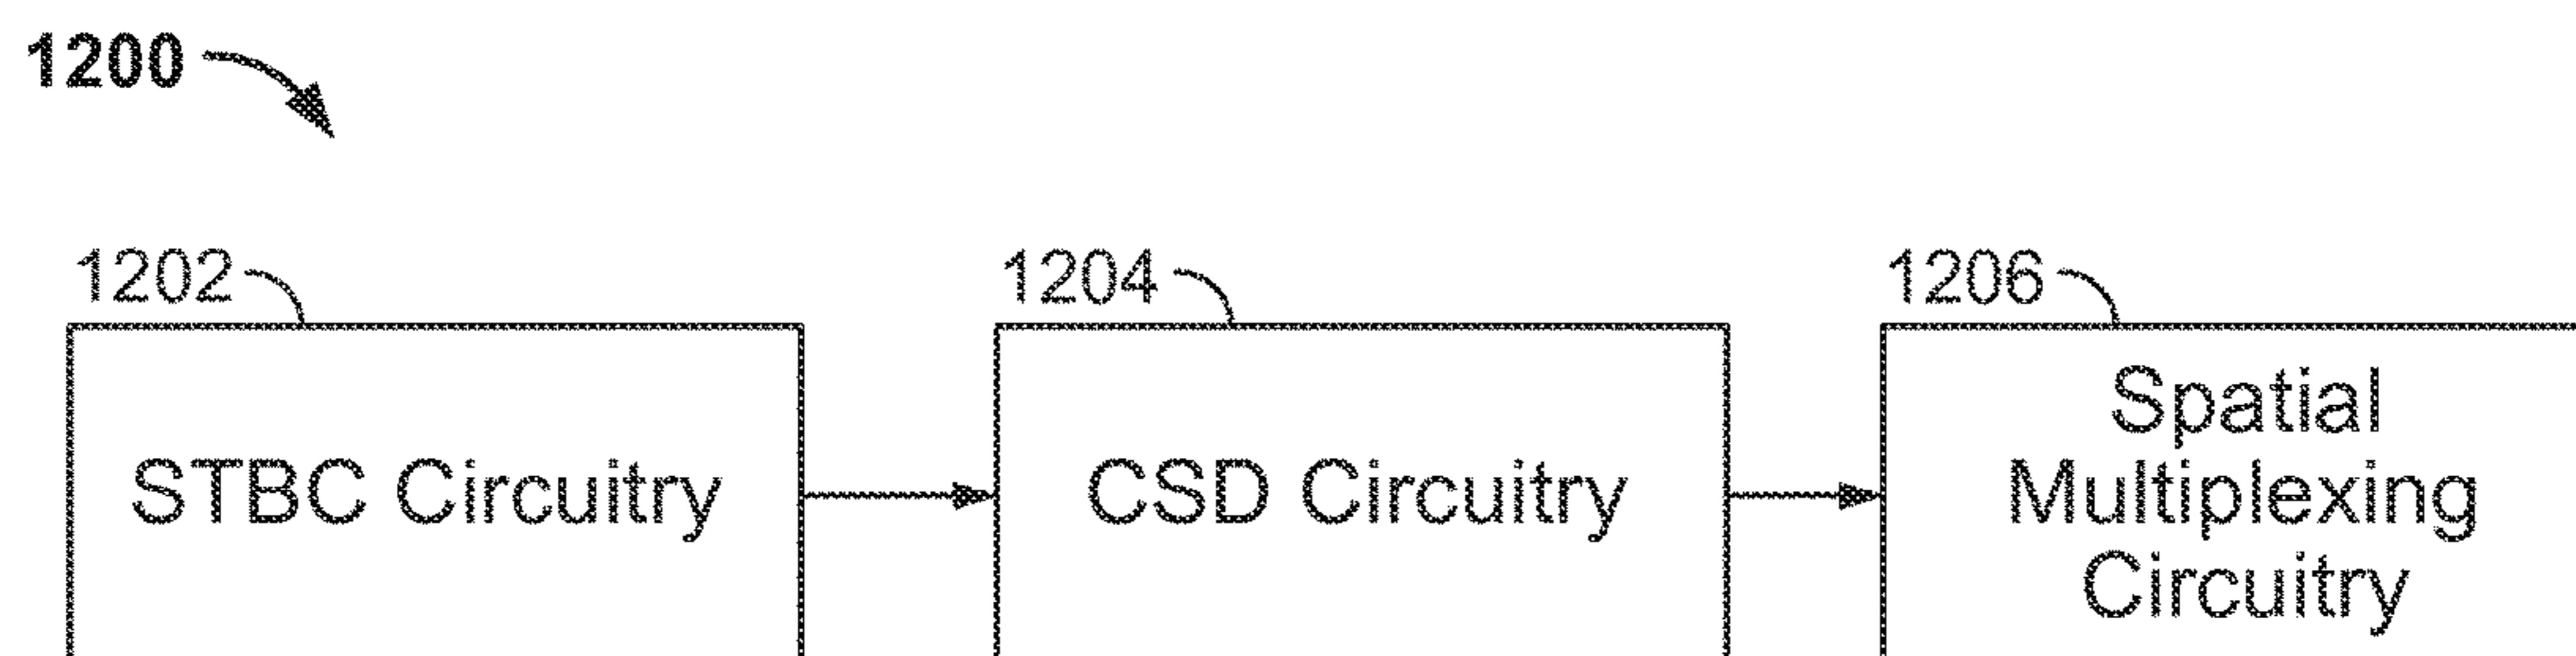 1200
1202
1204
1206
STBC Circuitry
CSD Circuitry
Spatial
Multiplexing
Circuitry